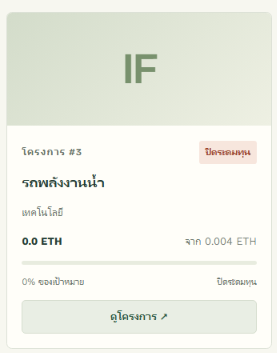 IF
โครงการ #3
ปิดระดมทุน
รถพลังงานน้ำ
เทคโนโลยี
0.0 ETH
จาก 0.004 ETH
0% ของเป้าหมาย
ปิดระดมทุน
ดูโครงการ ↗